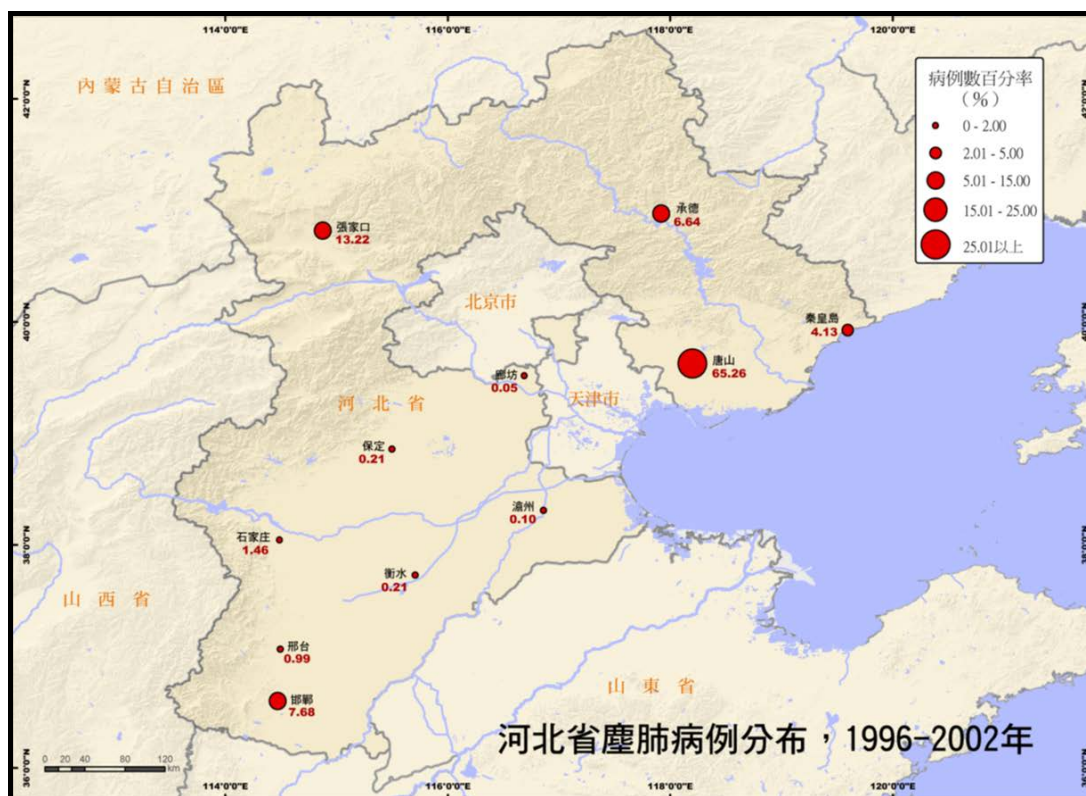 114°0'0"E
116°0'0"E
118°0'0"E
120°0'0"E
42°0'0"N
40°0'0"N
38°0'0"N
36°0'0"N
內蒙古自治區
病例數百分率
(%)
0 - 2.00
2.01 - 5.00
5.01 - 15.00
15.01 - 25.00
25.01以上
承德
6.64
張家口
13.22
北京市
秦皇島
4.13
唐山
65.26
廊坊
0.05
天津市
河北省
保定
0.21
滄州
0.10
石家庄
1.46
衡水
0.21
山西省
邢台
0.99
山東省
邯鄲
7.68
河北省塵肺病例分布,1996-2002年
0 20 40 80 120
km
114°0'0"E
116°0'0"E
118°0'0"E
120°0'0"E